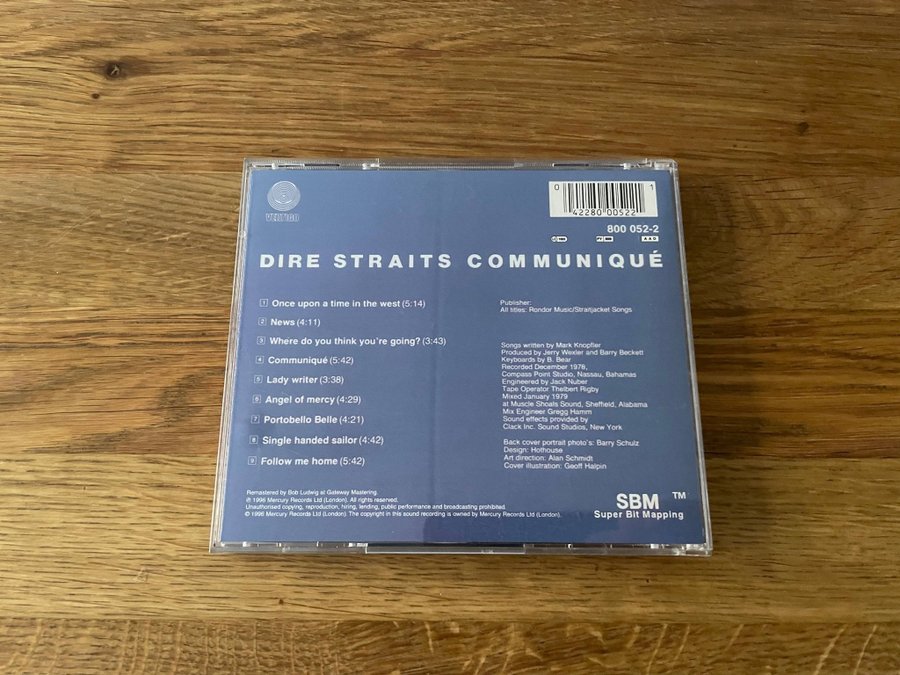 VERTIGO
0 42280 00522 1
800 052-2
AAD
DIRE STRAITS COMMUNIQUÉ
1 Once upon a time in the west (5:14)
2 News (4:11)
3 Where do you think you're going? (3:43)
4 Communiqué (5:42)
5 Lady writer (3:38)
6 Angel of mercy (4:29)
7 Portobello Belle (4:21)
8 Single handed sailor (4:42)
9 Follow me home (5:42)
Publisher:
All titles: Rondor Music/Straitjacket Songs
Songs written by Mark Knopfler
Produced by Jerry Wexler and Barry Beckett
Keyboards by B. Bear
Recorded December 1978,
Compass Point Studio, Nassau, Bahamas
Engineered by Jack Nuber
Tape Operator Thelbert Rigby
Mixed January 1979
at Muscle Shoals Sound, Sheffield, Alabama
Mix Engineer Gregg Hamm
Sound effects provided by
Clack Inc. Sound Studios, New York
Back cover portrait photo's: Barry Schulz
Design: Hothouse
Art direction: Alan Schmidt
Cover illustration: Geoff Halpin
Remastered by Bob Ludwig at Gateway Mastering.
℗ 1996 Mercury Records Ltd (London). All rights reserved.
Unauthorised copying, reproduction, hiring, lending, public performance and broadcasting prohibited.
© 1996 Mercury Records Ltd (London). The copyright in this sound recording is owned by Mercury Records Ltd (London).
SBM ™
Super Bit Mapping